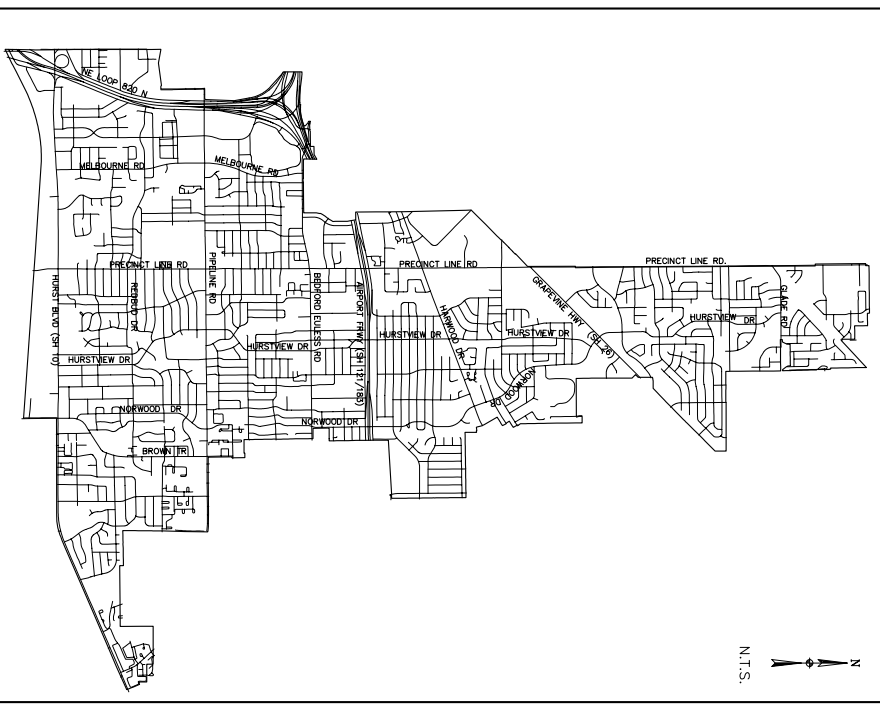 NE LOOP 820 N
MELBOURNE RD
MELBOURNE RD
PRECINCT LINE RD
PRECINCT LINE RD
PRECINCT LINE RD.
HURST BLVD (SH 10)
REDBUD DR
PIPELINE RD
BEDFORD EULESS RD
AIRPORT FRWY (SH 121/183)
HARWOOD DR
GRAPEVINE HWY (SH 26)
GLADE RD
HURSTVIEW DR
HURSTVIEW DR
HURSTVIEW DR
HURSTVIEW DR
HURSTVIEW DR
NORWOOD DR
NORWOOD DR
NORWOOD DR
BROWN TR
N
N.T.S.